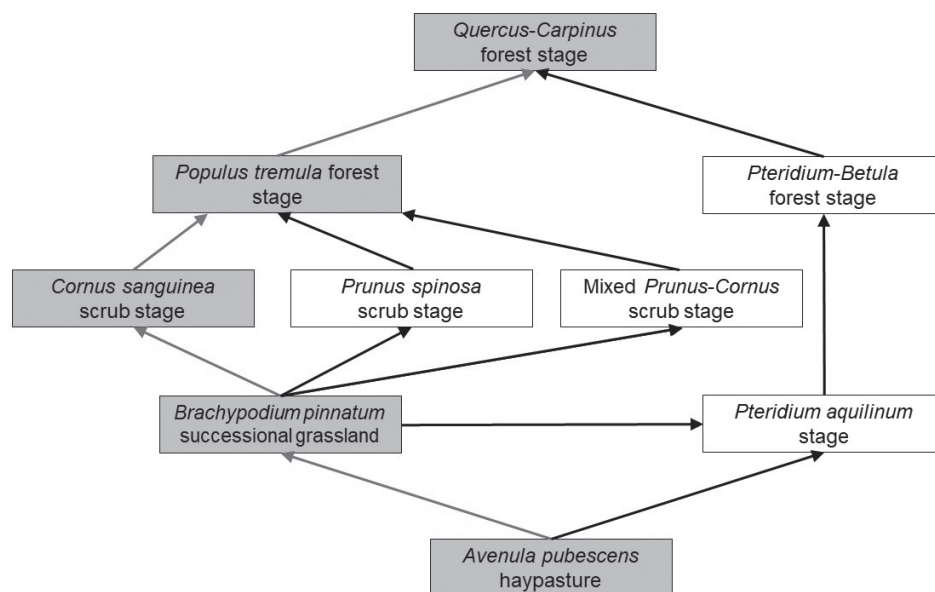 Quercus-Carpinus
forest stage
Populus tremula forest
stage
Pteridium-Betula
forest stage
Cornus sanguinea
scrub stage
Prunus spinosa
scrub stage
Mixed Prunus-Cornus
scrub stage
Brachypodium pinnatum
successional grassland
Pteridium aquilinum
stage
Avenula pubescens
haypasture